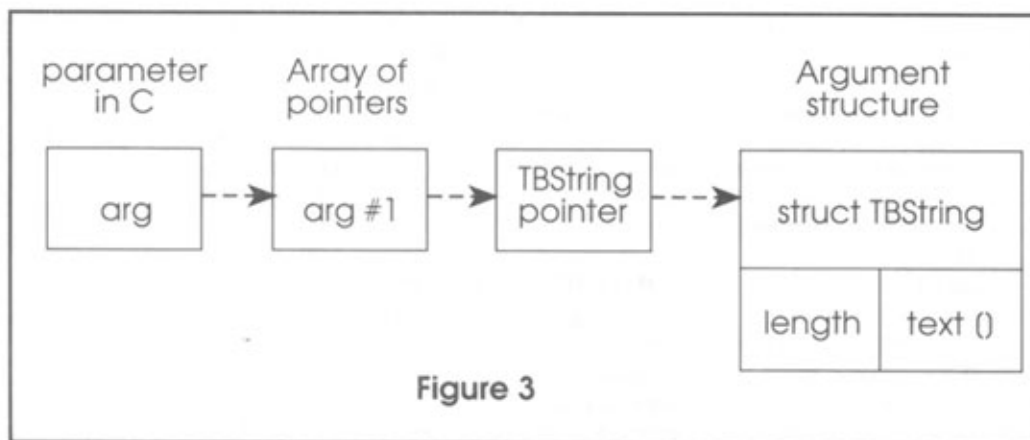 parameter
in C
Array of
pointers
Argument
structure
arg
arg #1
TBString
pointer
struct TBString
length
text ()
Figure 3